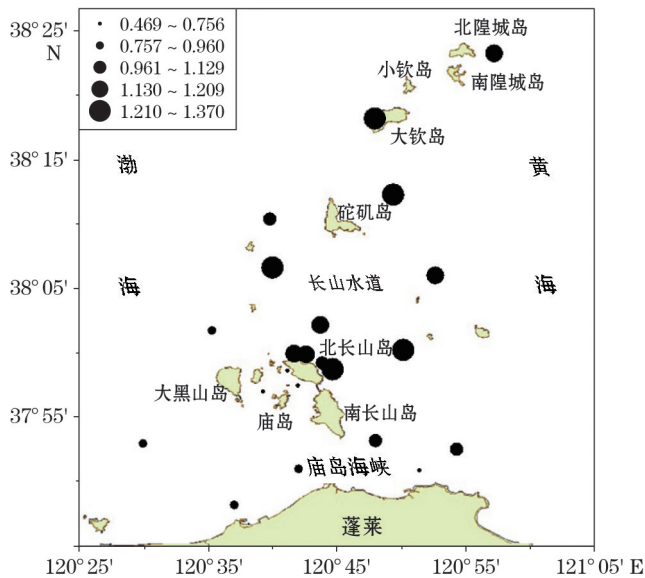 38°25'
N
0.469 ~ 0.756
0.757 ~ 0.960
0.961 ~ 1.129
1.130 ~ 1.209
1.210 ~ 1.370
北隍城岛
小钦岛
南隍城岛
大钦岛
38°15'
渤
黄
砣矶岛
38°05'
海
长山水道
海
北长山岛
大黑山岛
37°55'
庙岛
南长山岛
庙岛海峡
蓬莱
120°25' 120°35' 120°45' 120°55' 121°05' E